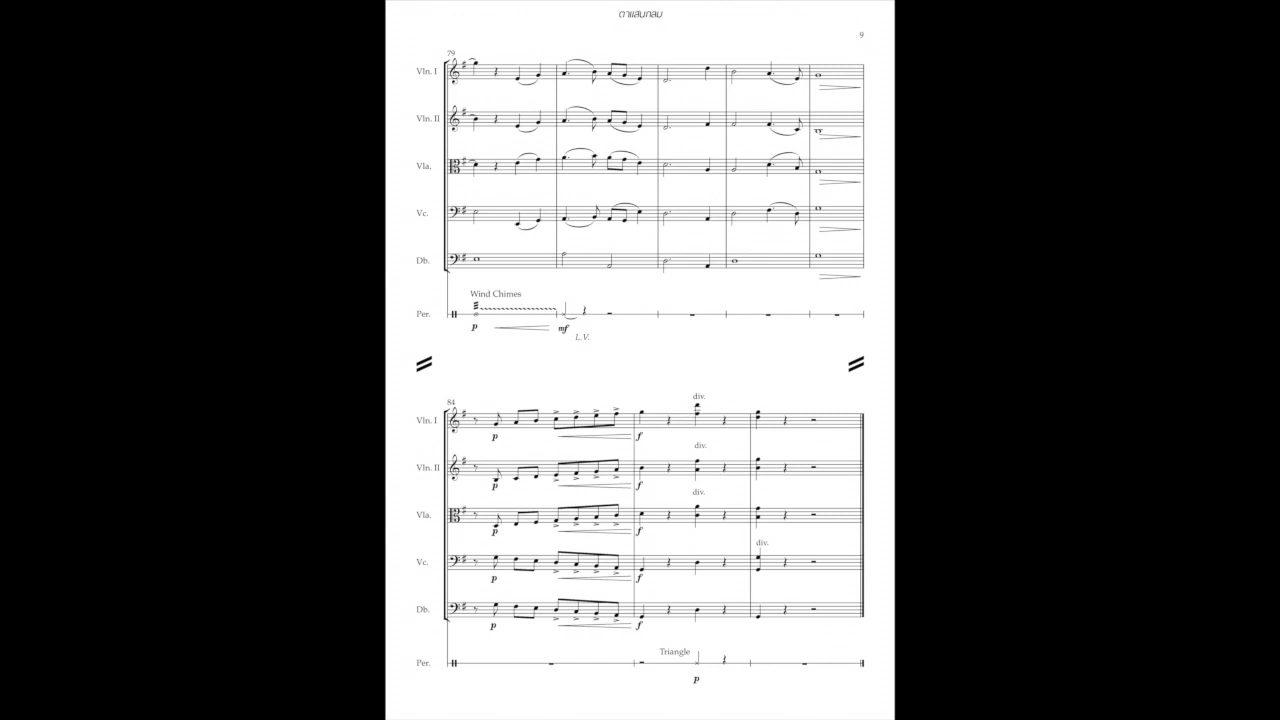 ตาแสนกลม
9
79
Vln. I
Vln. II
Vla.
Vc.
Db.
Wind Chimes
Per.
p mf
L.V.
84
div.
Vln. I
p f
div.
Vln. II
p f
div.
Vla.
p f
div.
Vc.
p f
Db.
p f
Triangle
Per.
p